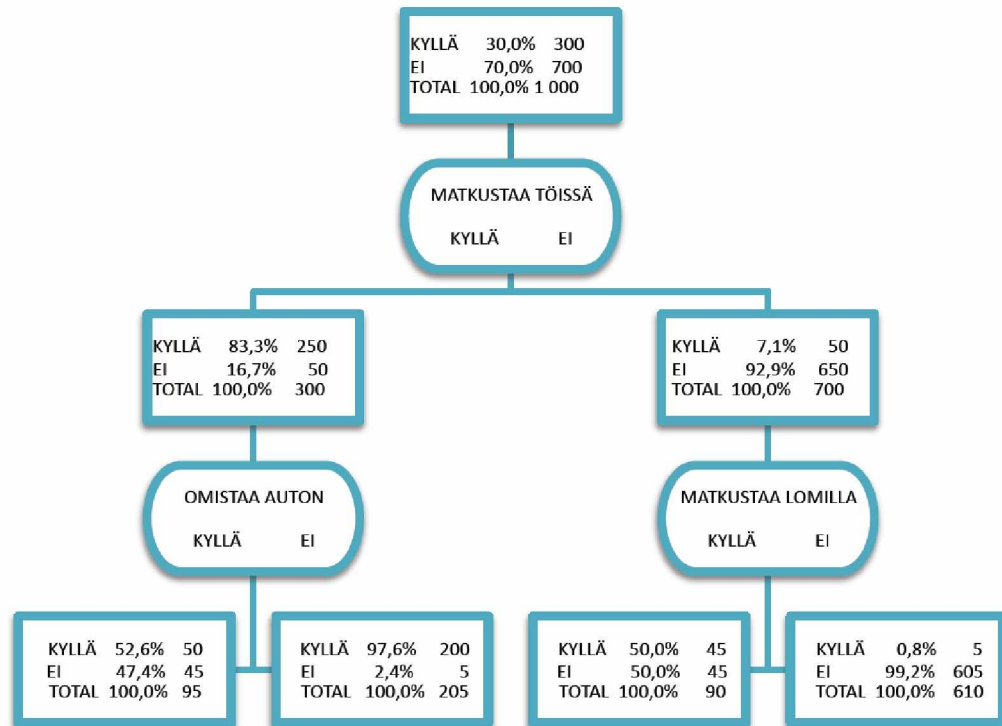 KYLLÄ 30,0% 300
EI 70,0% 700
TOTAL 100,0% 1 000
MATKUSTAA TÖISSÄ
KYLLÄ EI
KYLLÄ 83,3% 250
EI 16,7% 50
TOTAL 100,0% 300
KYLLÄ 7,1% 50
EI 92,9% 650
TOTAL 100,0% 700
OMISTAA AUTON
KYLLÄ EI
MATKUSTAA LOMILLA
KYLLÄ EI
KYLLÄ 52,6% 50
EI 47,4% 45
TOTAL 100,0% 95
KYLLÄ 97,6% 200
EI 2,4% 5
TOTAL 100,0% 205
KYLLÄ 50,0% 45
EI 50,0% 45
TOTAL 100,0% 90
KYLLÄ 0,8% 5
EI 99,2% 605
TOTAL 100,0% 610